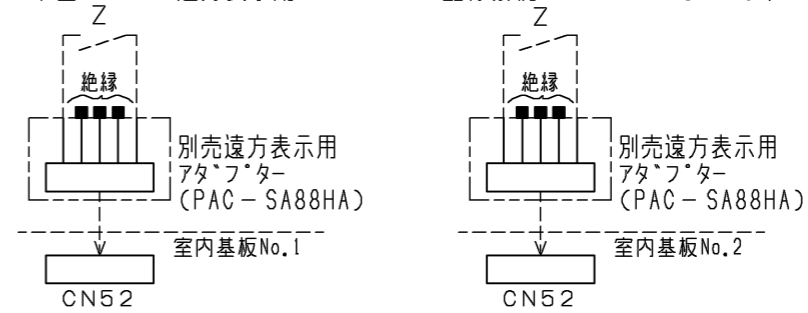 Z
絶縁
別売遠方表示用
アダプター
(PAC-SA88HA)
室内基板No.1
CN52
Z
絶縁
別売遠方表示用
アダプター
(PAC-SA88HA)
室内基板No.2
CN52